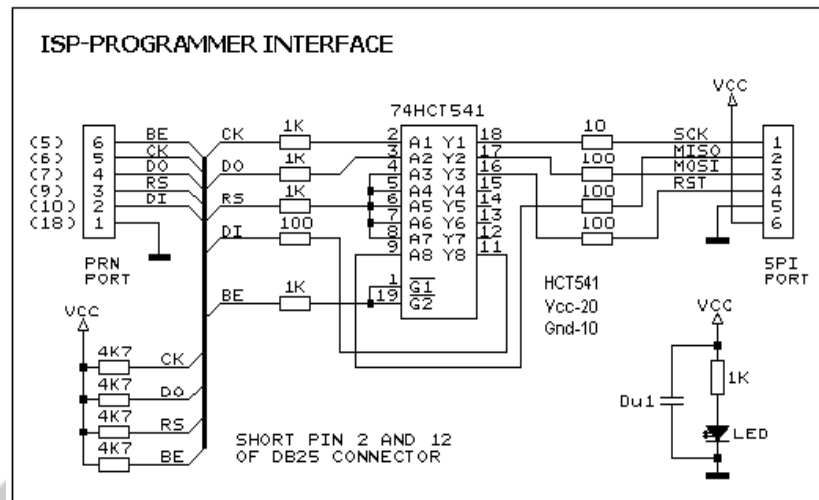 ISP-PROGRAMMER INTERFACE
74HCT541
VCC
(5) 6 BE
(6) 5 CK
(7) 4 DO
(9) 3 RS
(10) 2 DI
(18) 1
PRN
PORT
CK 1K 2 A1 Y1 18 10 SCK 1
DO 1K 3 A2 Y2 17 100 MISO 2
4 A3 Y3 16 MOSI 3
5 A4 Y4 15
RS 1K 6 A5 Y5 14 100 RST 4
7 A6 Y6 13 5
DI 100 8 A7 Y7 12 100 6
9 A8 Y8 11
1 G1
BE 1K 19 G2
SPI
PORT
HCT541
Vcc-20
Gnd-10
VCC
4K7 CK
4K7 DO
4K7 RS
4K7 BE
SHORT PIN 2 AND 12
OF DB25 CONNECTOR
VCC
1K
Du1
LED